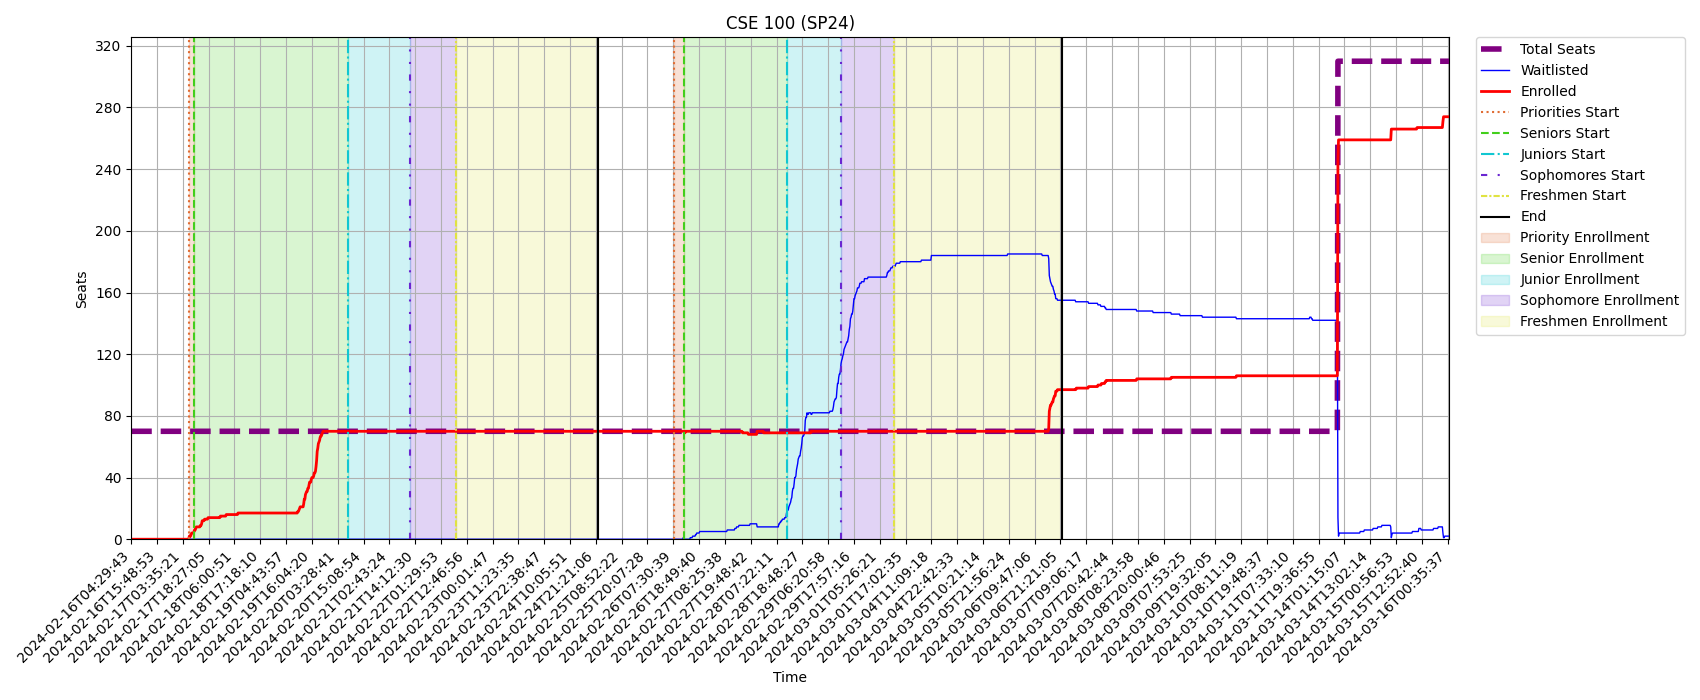 CSE 100 (SP24)
320
280
240
200
160
120
80
40
0
Seats
2024-02-16T04:29:43
2024-02-16T15:48:53
2024-02-17T03:35:21
2024-02-17T18:27:05
2024-02-18T06:00:51
2024-02-18T17:18:10
2024-02-19T04:43:57
2024-02-19T16:04:20
2024-02-20T03:28:41
2024-02-20T15:08:54
2024-02-21T02:43:24
2024-02-21T14:12:30
2024-02-22T01:29:53
2024-02-22T12:46:56
2024-02-23T00:01:47
2024-02-23T11:23:35
2024-02-23T22:38:47
2024-02-24T10:05:51
2024-02-24T21:21:06
2024-02-25T08:52:22
2024-02-25T20:07:28
2024-02-26T07:30:39
2024-02-26T18:49:40
2024-02-27T08:25:38
2024-02-27T19:48:42
2024-02-28T07:22:11
2024-02-28T18:48:27
2024-02-29T06:20:58
2024-02-29T17:57:16
2024-03-01T05:26:21
2024-03-01T17:02:35
2024-03-04T11:09:18
2024-03-04T22:42:33
2024-03-05T10:21:14
2024-03-05T21:56:24
2024-03-06T09:47:06
2024-03-06T21:21:05
2024-03-07T09:06:17
2024-03-07T20:42:44
2024-03-08T08:23:58
2024-03-08T20:00:46
2024-03-09T07:53:25
2024-03-09T19:32:05
2024-03-10T08:11:19
2024-03-10T19:48:37
2024-03-11T07:33:10
2024-03-11T19:36:55
2024-03-14T01:15:07
2024-03-14T13:02:14
2024-03-15T00:56:53
2024-03-15T12:52:40
2024-03-16T00:35:37
Time
Total Seats
Waitlisted
Enrolled
Priorities Start
Seniors Start
Juniors Start
Sophomores Start
Freshmen Start
End
Priority Enrollment
Senior Enrollment
Junior Enrollment
Sophomore Enrollment
Freshmen Enrollment